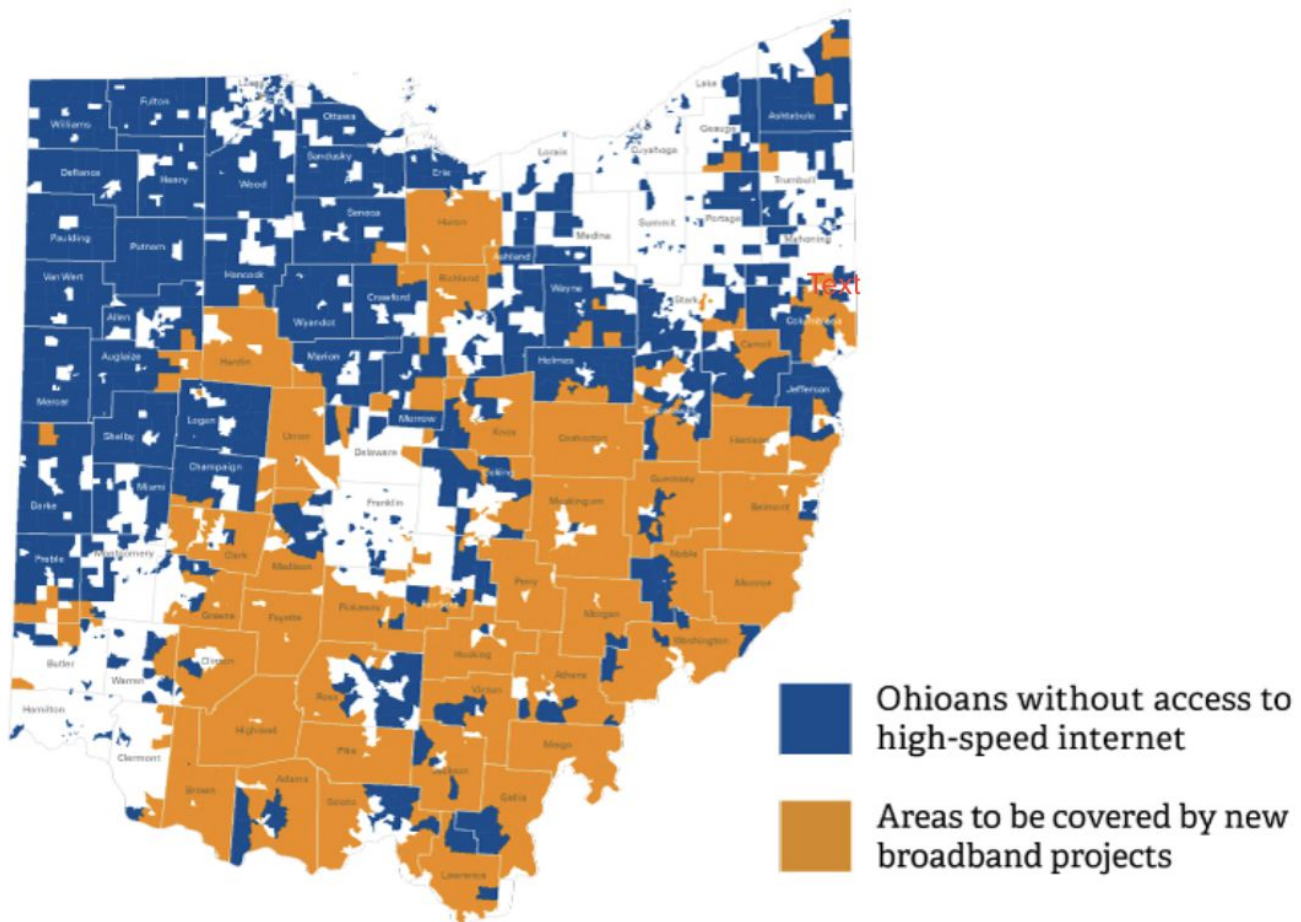 Lake
Geauga
Ashtabula
Fulton
Williams
Ottawa
Lorain
Cuyahoga
Sandusky
Erie
Defiance
Henry
Wood
Trumbull
Seneca
Huron
Summit
Portage
Medina
Mahoning
Paulding
Putnam
Ashland
Van Wert
Hancock
Richland
Text
Wayne
Crawford
Stark
Allen
Wyandot
Columbiana
Carroll
Auglaize
Hardin
Marion
Holmes
Jefferson
Mercer
Logan
Morrow
Shelby
Union
Knox
Coshocton
Harrison
Delaware
Champaign
Miami
Guernsey
Darke
Franklin
Muskingum
Belmont
Montgomery
Clark
Preble
Madison
Noble
Perry
Monroe
Pickaway
Morgan
Greene
Fayette
Washington
Hocking
Butler
Clinton
Athens
Warren
Vinton
Ross
Hamilton
Highland
Pike
Meigs
Clermont
Jackson
Adams
Brown
Scioto
Gallia
Lawrence
Ohioans without access to
high-speed internet
Areas to be covered by new
broadband projects